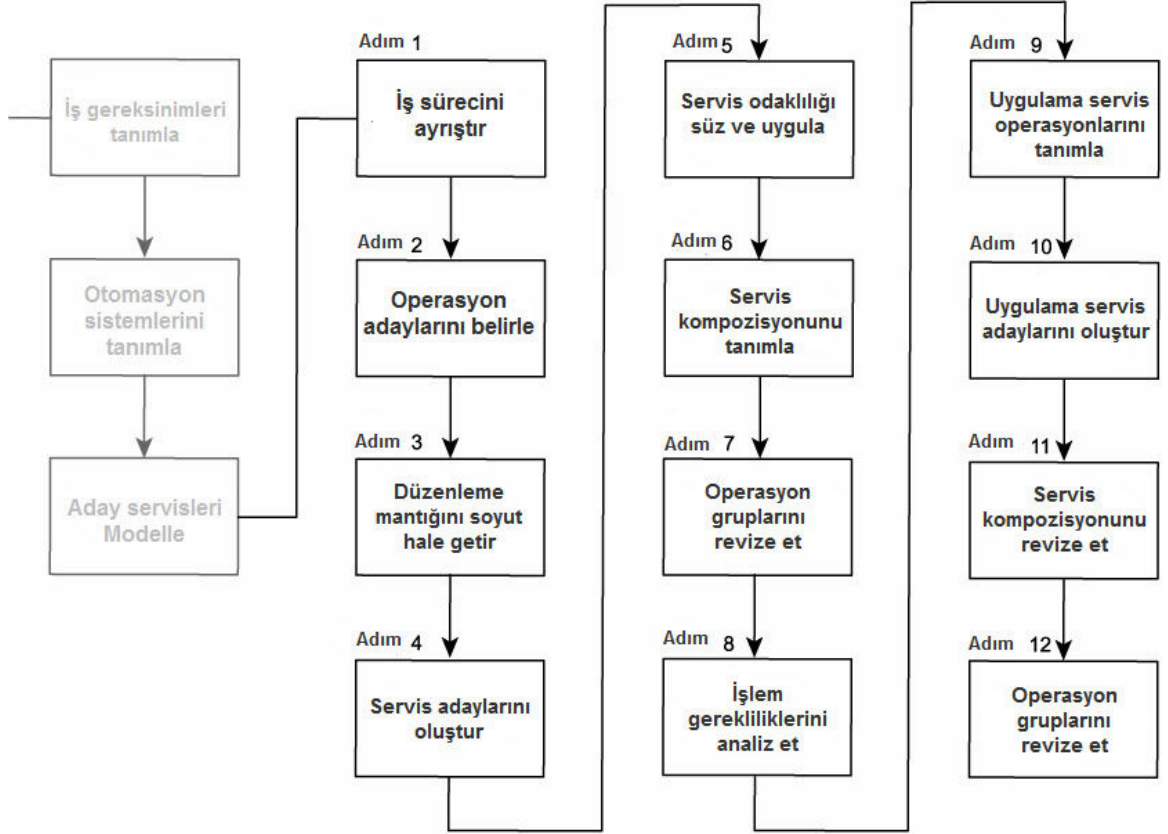 İş gereksinimleri
tanımla
Otomasyon
sistemlerini
tanımla
Aday servisleri
Modelle
Adım 1
İş sürecini
ayrıştır
Adım 2
Operasyon
adaylarını belirle
Adım 3
Düzenleme
mantığını soyut
hale getir
Adım 4
Servis adaylarını
oluştur
Adım 5
Servis odaklılığı
süz ve uygula
Adım 6
Servis
kompozisyonunu
tanımla
Adım 7
Operasyon
gruplarını
revize et
Adım 8
İşlem
gerekliliklerini
analiz et
Adım 9
Uygulama servis
operasyonlarını
tanımla
Adım 10
Uygulama servis
adaylarını oluştur
Adım 11
Servis
kompozisyonunu
revize et
Adım 12
Operasyon
gruplarını
revize et